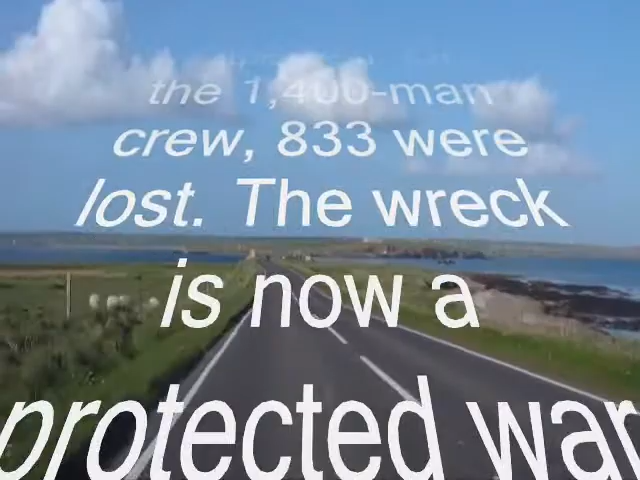 the 1,400-man
crew, 833 were
lost. The wreck
is now a
protected war